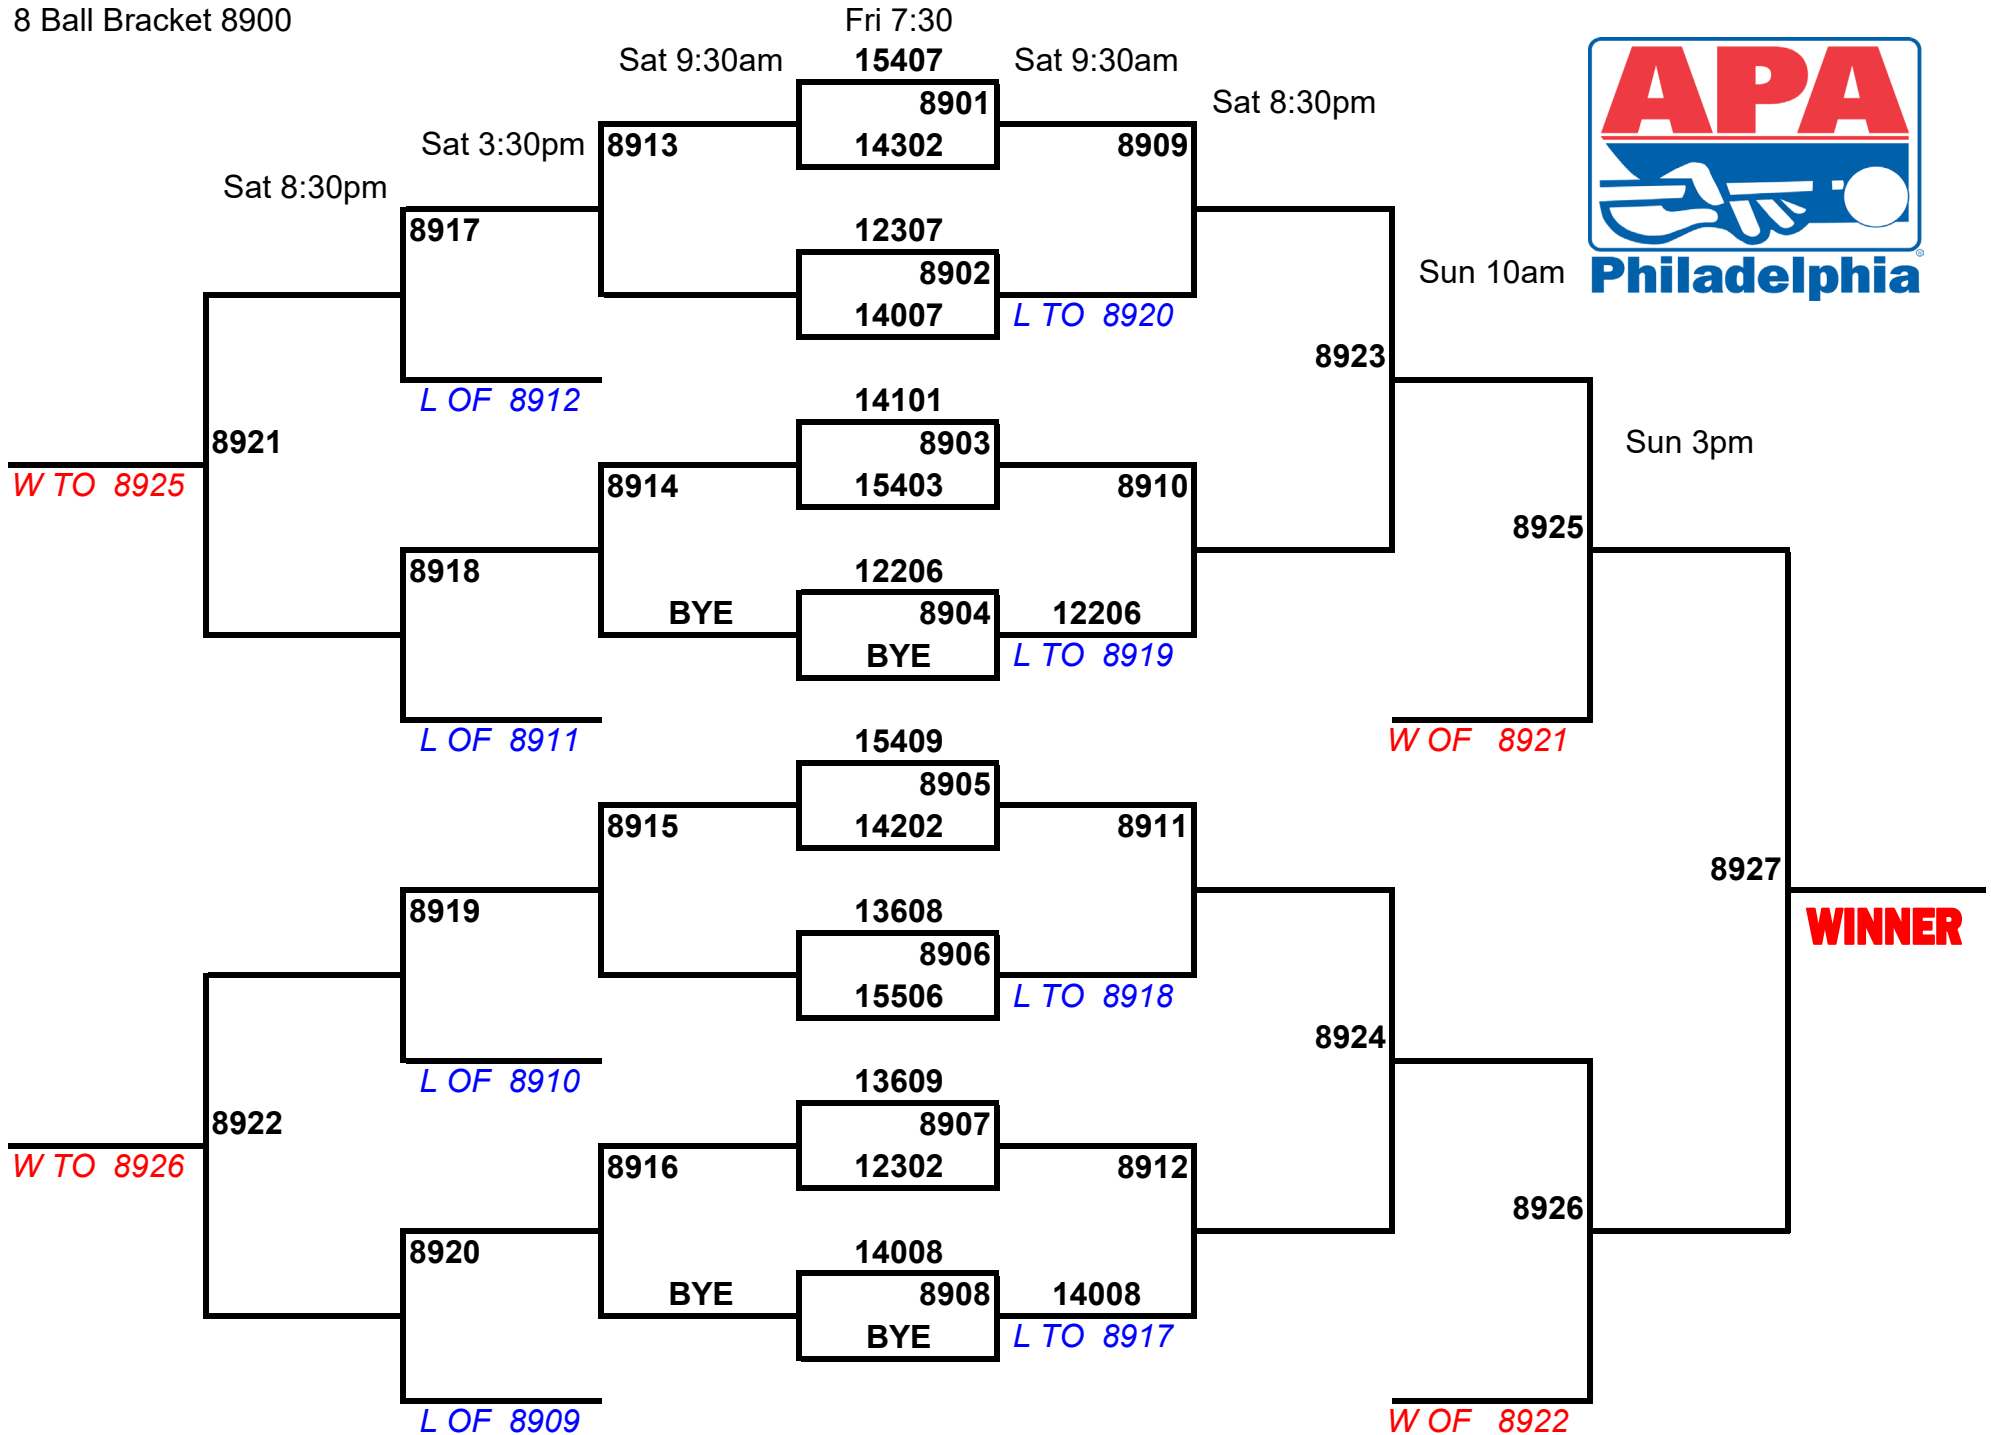 8 Ball Bracket 8900
Fri 7:30
Sat 9:30am
15407
Sat 9:30am
8901
Sat 8:30pm
Sat 3:30pm
8913
14302
8909
APA
Sat 8:30pm
8917
12307
8902
Sun 10am
Philadelphia
®
14007
L TO 8920
8923
L OF 8912
14101
8921
8903
Sun 3pm
W TO 8925
8914
15403
8910
8925
8918
12206
BYE
8904
12206
BYE
L TO 8919
L OF 8911
15409
W OF 8921
8905
8915
14202
8911
8927
8919
13608
WINNER
8906
15506
L TO 8918
8924
L OF 8910
13609
8922
8907
W TO 8926
8916
12302
8912
8926
8920
14008
BYE
8908
14008
BYE
L TO 8917
L OF 8909
W OF 8922